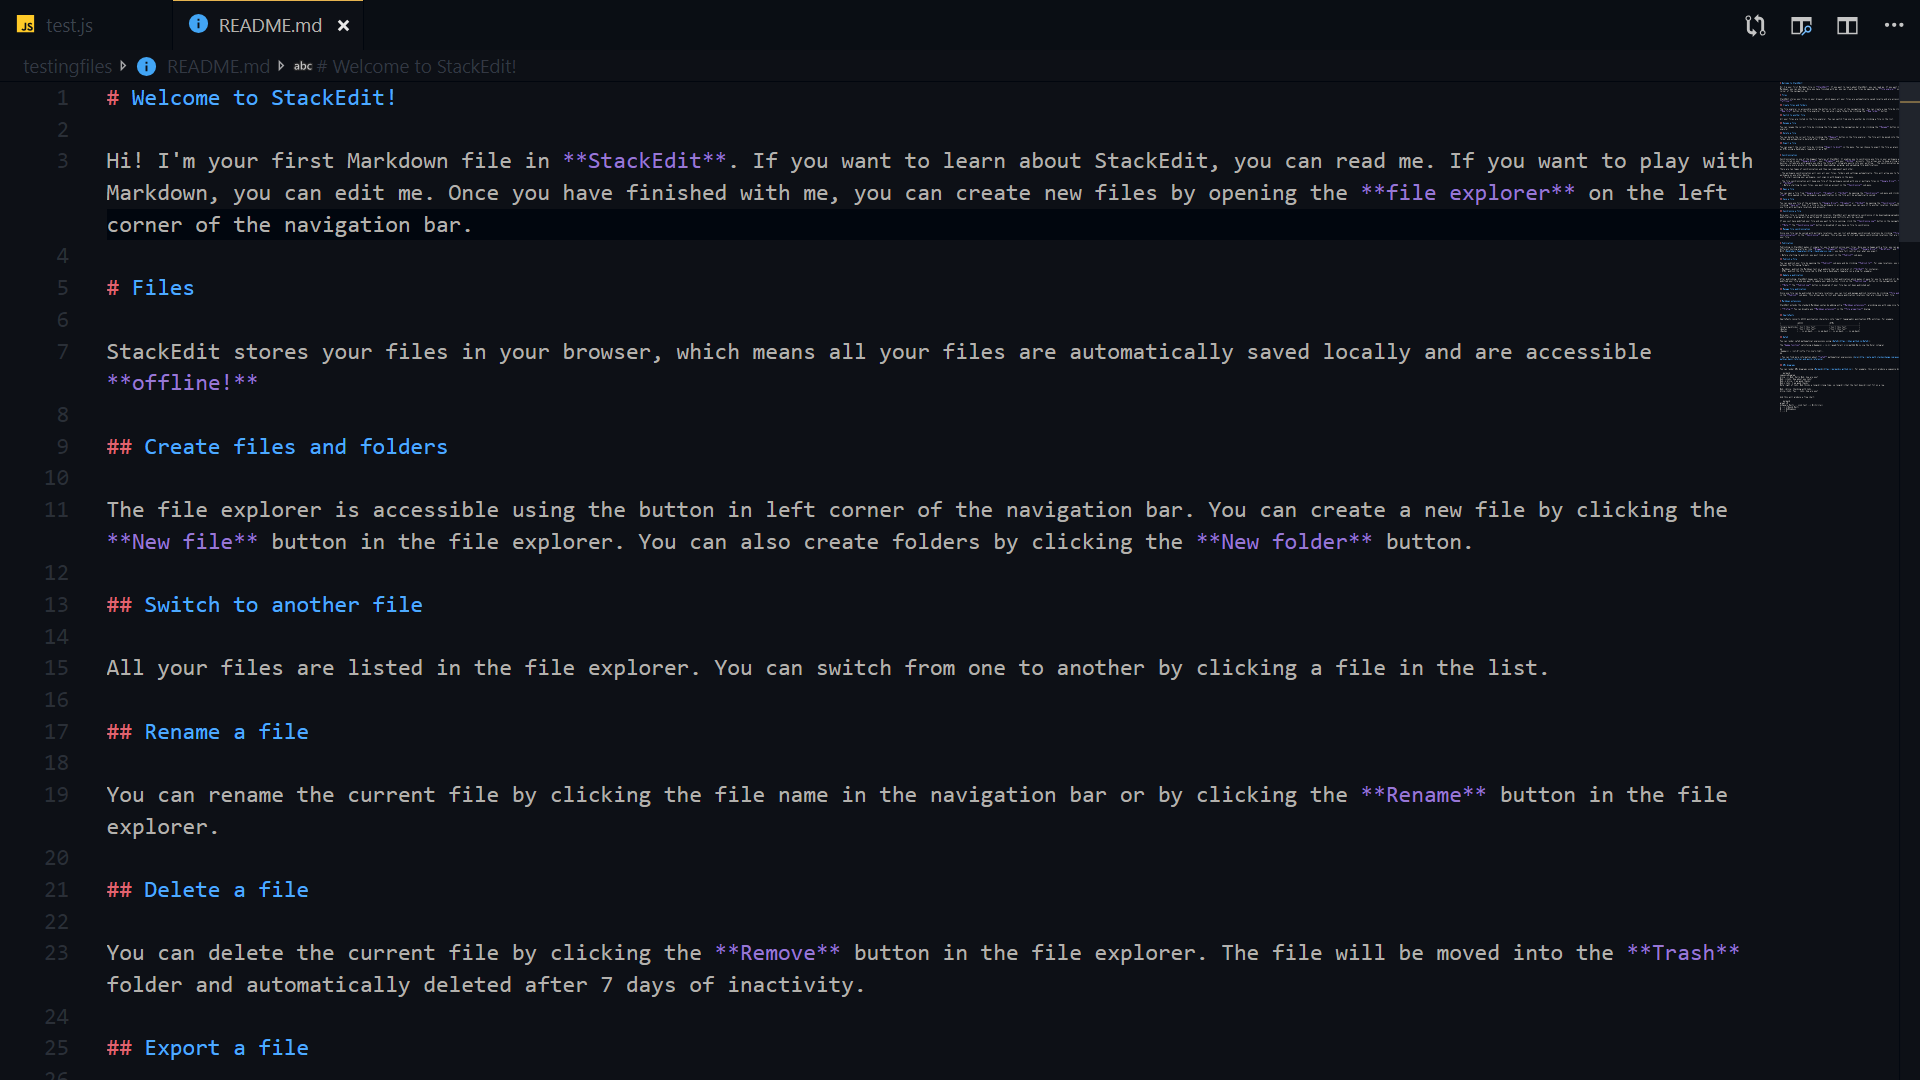 JS test.js
README.md
testingfiles README.md abc # Welcome to StackEdit!
1 # Welcome to StackEdit!
2
3 Hi! I'm your first Markdown file in **StackEdit**. If you want to learn about StackEdit, you can read me. If you want to play with
Markdown, you can edit me. Once you have finished with me, you can create new files by opening the **file explorer** on the left
corner of the navigation bar.
4
5 # Files
6
7 StackEdit stores your files in your browser, which means all your files are automatically saved locally and are accessible
**offline!**
8
9 ## Create files and folders
10
11 The file explorer is accessible using the button in left corner of the navigation bar. You can create a new file by clicking the
**New file** button in the file explorer. You can also create folders by clicking the **New folder** button.
12
13 ## Switch to another file
14
15 All your files are listed in the file explorer. You can switch from one to another by clicking a file in the list.
16
17 ## Rename a file
18
19 You can rename the current file by clicking the file name in the navigation bar or by clicking the **Rename** button in the file
explorer.
20
21 ## Delete a file
22
23 You can delete the current file by clicking the **Remove** button in the file explorer. The file will be moved into the **Trash**
folder and automatically deleted after 7 days of inactivity.
24
25 ## Export a file
26